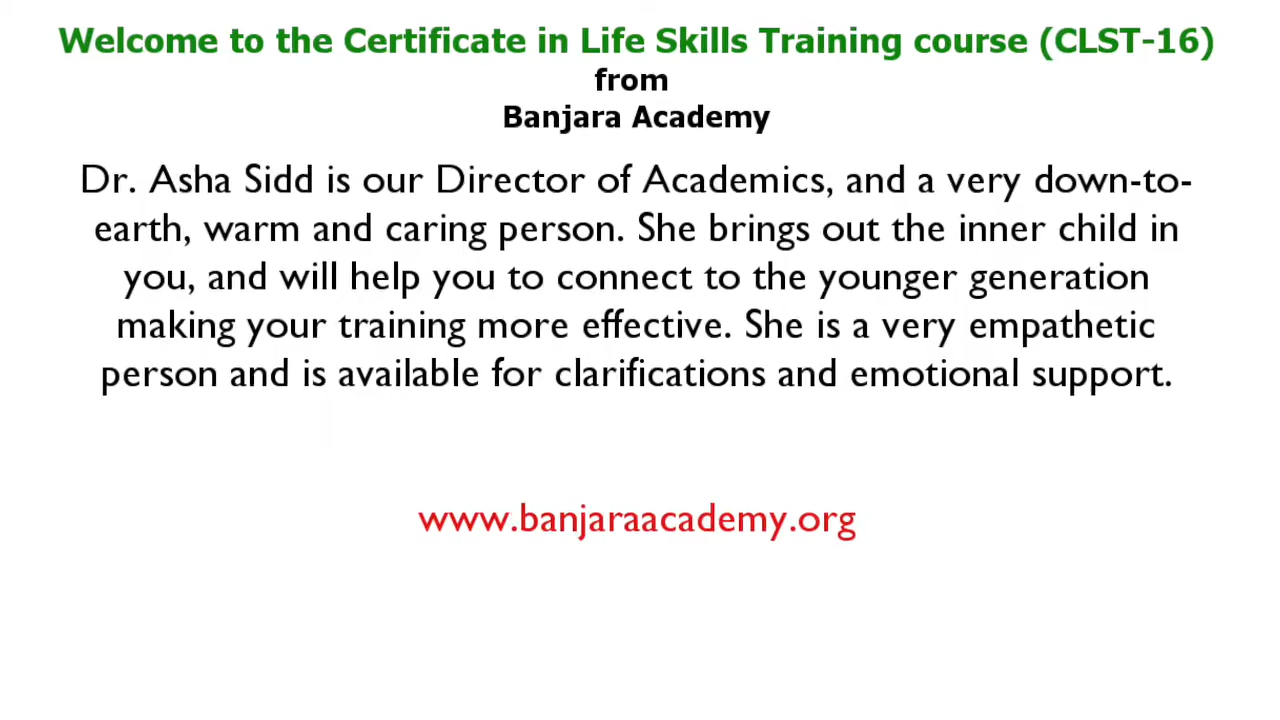 Welcome to the Certificate in Life Skills Training course (CLST-16)
from
Banjara Academy
Dr. Asha Sidd is our Director of Academics, and a very down-to-
earth, warm and caring person. She brings out the inner child in
you, and will help you to connect to the younger generation
making your training more effective. She is a very empathetic
person and is available for clarifications and emotional support.
www.banjaraacademy.org